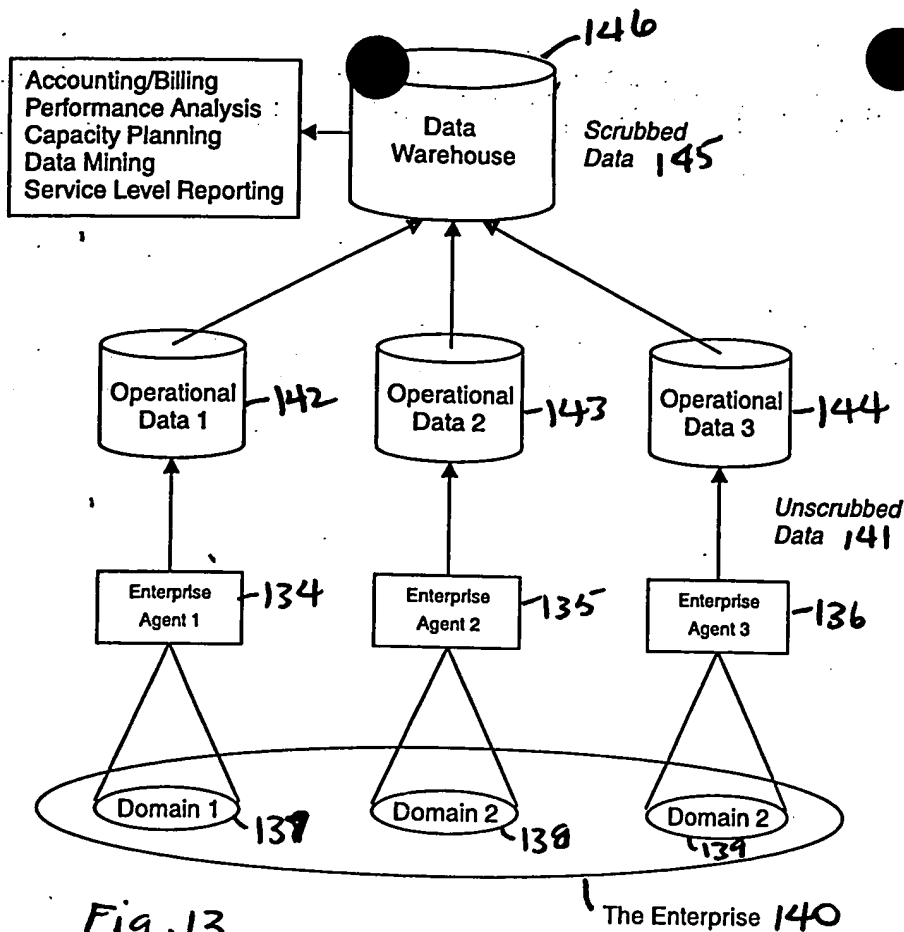 146
Accounting/Billing
Performance Analysis
Capacity Planning
Data Mining
Service Level Reporting
Data
Warehouse
Scrubbed
Data 145
Operational
Data 1
142
Operational
Data 2
143
Operational
Data 3
144
Unscrubbed
Data 141
Enterprise
Agent 1
134
Enterprise
Agent 2
135
Enterprise
Agent 3
136
Domain 1
Domain 2
138
Domain 2
139
The Enterprise 140
Fig. 13